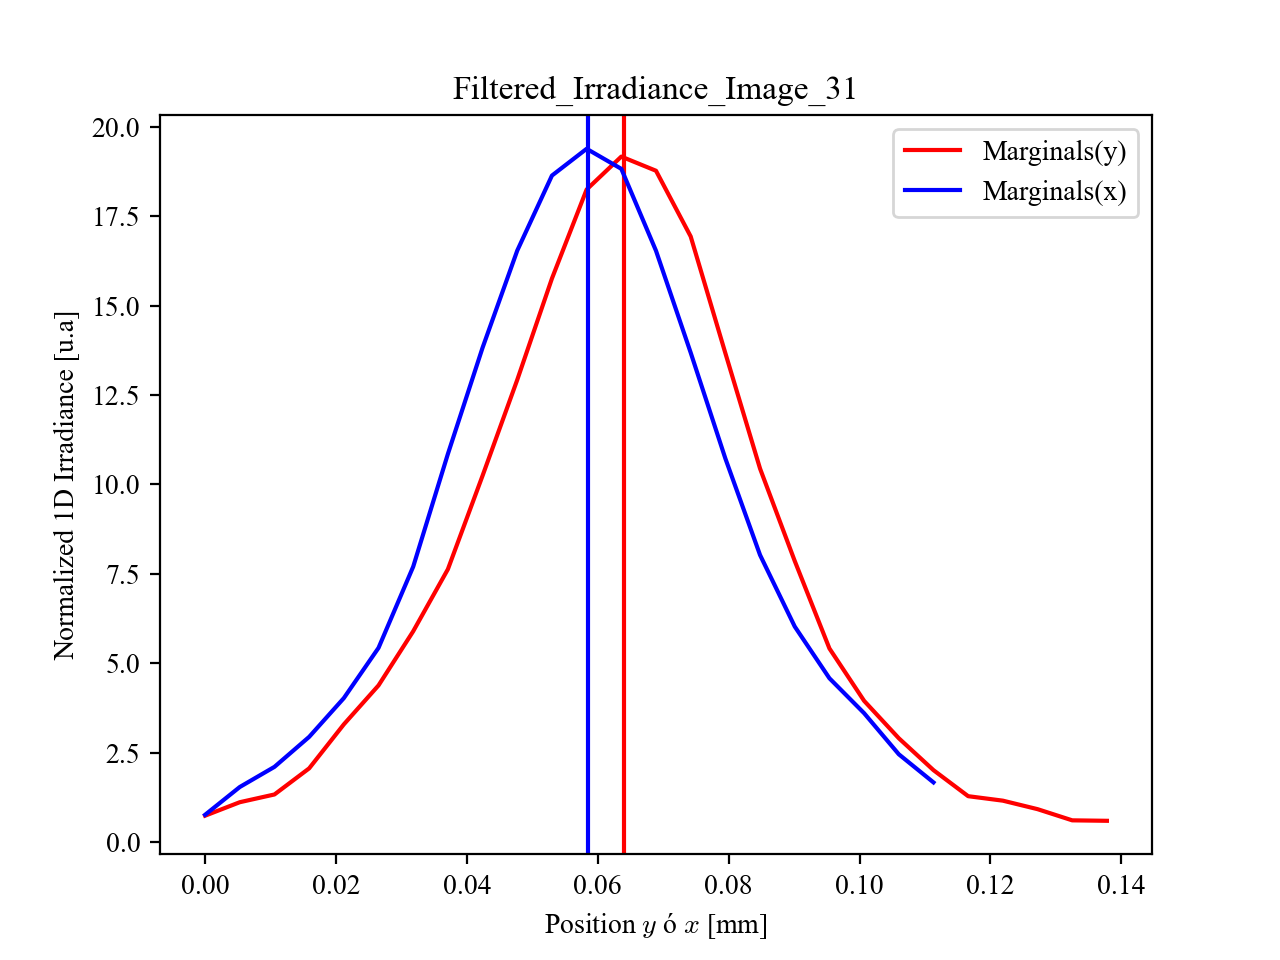 Filtered_Irradiance_Image_31
Marginals(y)
Marginals(x)
Normalized 1D Irradiance [u.a]
20.0
17.5
15.0
12.5
10.0
7.5
5.0
2.5
0.0
0.00 0.02 0.04 0.06 0.08 0.10 0.12 0.14
Position y ó x [mm]